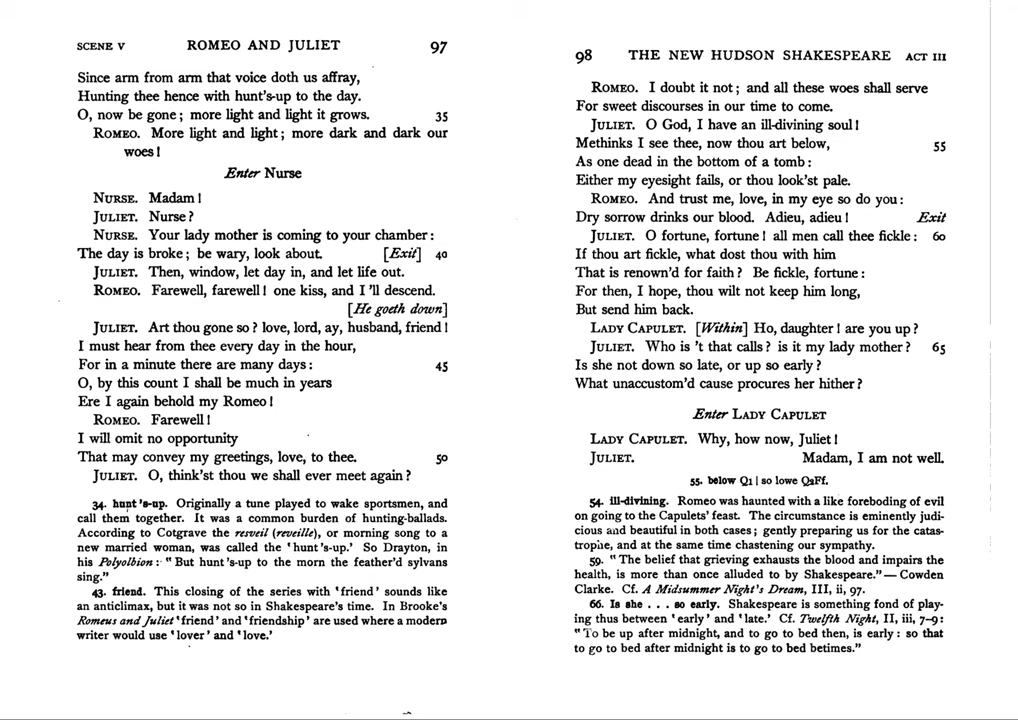 SCENE V ROMEO AND JULIET 97
Since arm from arm that voice doth us affray,
Hunting thee hence with hunt's-up to the day.
O, now be gone; more light and light it grows. 35
ROMEO. More light and light; more dark and dark our
woes!
Enter Nurse
NURSE. Madam!
JULIET. Nurse?
NURSE. Your lady mother is coming to your chamber:
The day is broke; be wary, look about. [Exit] 40
JULIET. Then, window, let day in, and let life out.
ROMEO. Farewell, farewell! one kiss, and I 'll descend.
[He goeth down]
JULIET. Art thou gone so? love, lord, ay, husband, friend!
I must hear from thee every day in the hour,
For in a minute there are many days: 45
O, by this count I shall be much in years
Ere I again behold my Romeo!
ROMEO. Farewell!
I will omit no opportunity
That may convey my greetings, love, to thee. 50
JULIET. O, think'st thou we shall ever meet again?
34. hunt 's-up. Originally a tune played to wake sportsmen, and
call them together. It was a common burden of hunting-ballads.
According to Cotgrave the resveil (reveille), or morning song to a
new married woman, was called the 'hunt 's-up.' So Drayton, in
his Polyolbion: "But hunt 's-up to the morn the feather'd sylvans
sing."
43. friend. This closing of the series with 'friend' sounds like
an anticlimax, but it was not so in Shakespeare's time. In Brooke's
Romeus and Juliet 'friend' and 'friendship' are used where a modern
writer would use 'lover' and 'love.'
98 THE NEW HUDSON SHAKESPEARE ACT III
ROMEO. I doubt it not; and all these woes shall serve
For sweet discourses in our time to come.
JULIET. O God, I have an ill-divining soul!
Methinks I see thee, now thou art below, 55
As one dead in the bottom of a tomb:
Either my eyesight fails, or thou look'st pale.
ROMEO. And trust me, love, in my eye so do you:
Dry sorrow drinks our blood. Adieu, adieu! Exit
JULIET. O fortune, fortune! all men call thee fickle: 60
If thou art fickle, what dost thou with him
That is renown'd for faith? Be fickle, fortune:
For then, I hope, thou wilt not keep him long,
But send him back.
LADY CAPULET. [Within] Ho, daughter! are you up?
JULIET. Who is 't that calls? is it my lady mother? 65
Is she not down so late, or up so early?
What unaccustom'd cause procures her hither?
Enter LADY CAPULET
LADY CAPULET. Why, how now, Juliet!
JULIET. Madam, I am not well.
55. below Q1 | so lowe Q2Ff.
54. ill-divining. Romeo was haunted with a like foreboding of evil
on going to the Capulets' feast. The circumstance is eminently judi-
cious and beautiful in both cases; gently preparing us for the catas-
trophe, and at the same time chastening our sympathy.
59. "The belief that grieving exhausts the blood and impairs the
health, is more than once alluded to by Shakespeare."—Cowden
Clarke. Cf. A Midsummer Night's Dream, III, ii, 97.
66. Is she . . . so early. Shakespeare is something fond of play-
ing thus between 'early' and 'late.' Cf. Twelfth Night, II, iii, 7-9:
"To be up after midnight, and to go to bed then, is early: so that
to go to bed after midnight is to go to bed betimes."